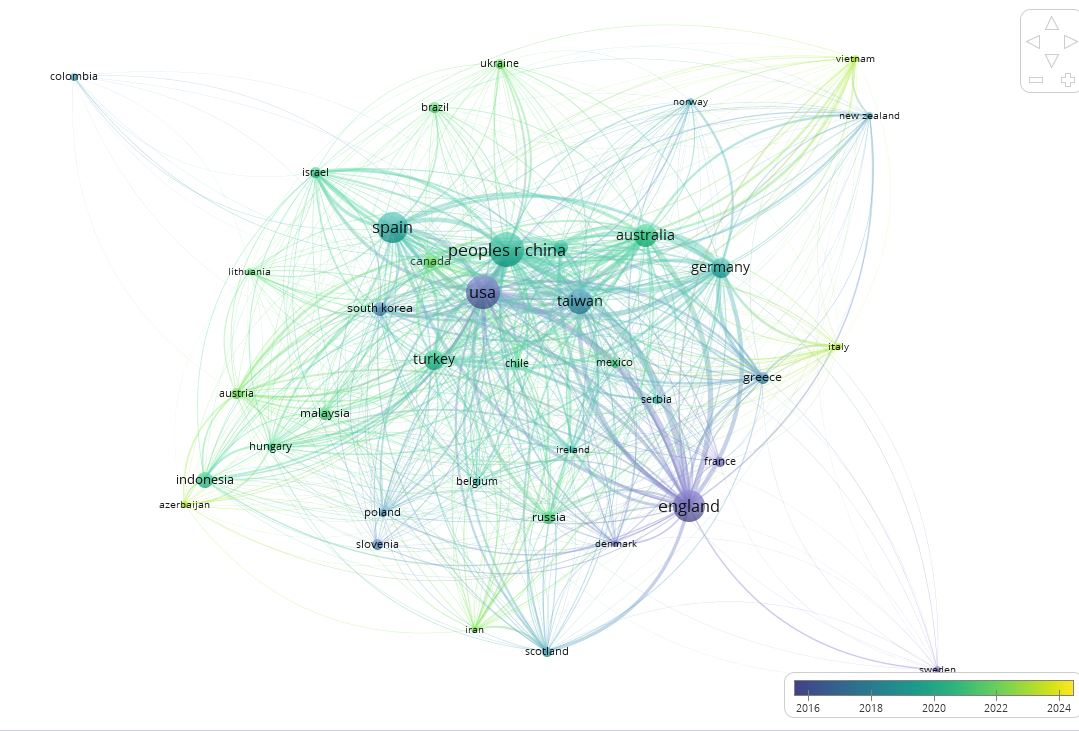 ukraine
vietnam
colombia
norway
brazil
new zealand
israel
spain
australia
peoples r china
canada
germany
lithuania
usa
taiwan
south korea
italy
turkey
chile
mexico
greece
austria
serbia
malaysia
hungary
ireland
france
indonesia
belgium
azerbaijan
england
poland
russia
slovenia
denmark
iran
scotland
sweden
2016 2018 2020 2022 2024